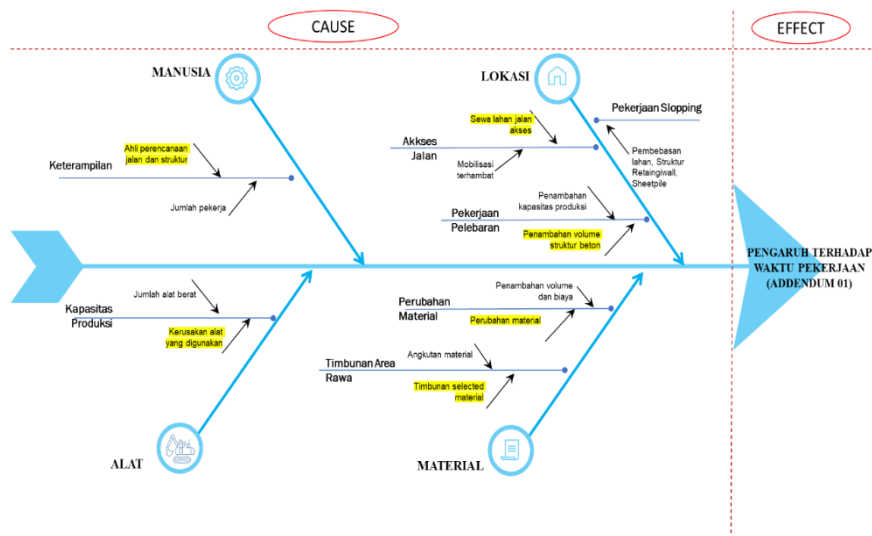 CAUSE
EFFECT
MANUSIA
LOKASI
Ahli perencanaan
jalan dan struktur
Keterampilan
Jumlah pekerja
Sewa lahan jalan
akses
Akkses
Jalan
Mobilisasi
terhambat
Pekerjaan Slopping
Pembebasan
lahan, Struktur
Retaingiwall,
Sheetpile
Penambahan
kapasitas produksi
Pekerjaan
Pelebaran
Penambahan volume
struktur beton
PENGARUH TERHADAP
WAKTU PEKERJAAN
(ADDENDUM 01)
Jumlah alat berat
Kapasitas
Produksi
Kerusakan alat
yang digunakan
Penambahan volume
dan biaya
Perubahan
Material
Perubahan material
Angkutan material
Timbunan Area
Rawa
Timbunan selected
material
ALAT
MATERIAL